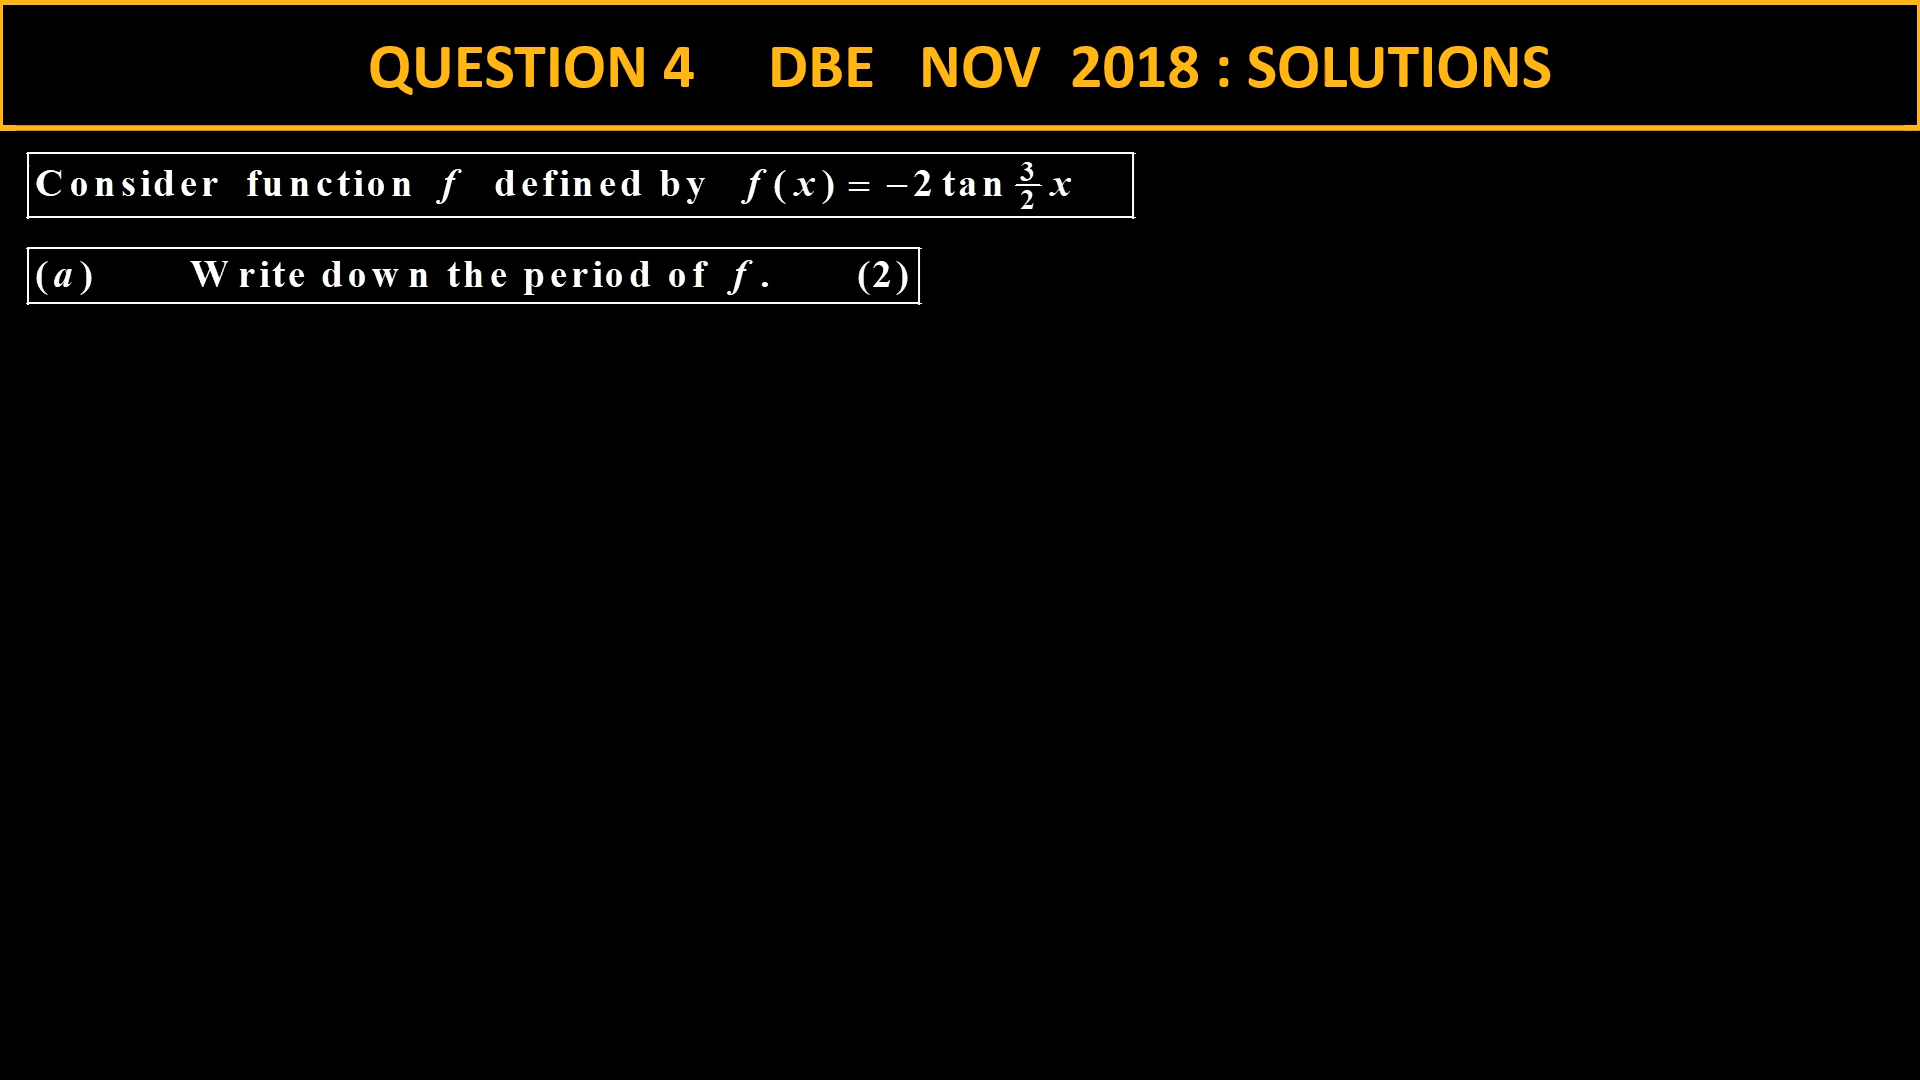 QUESTION 4 DBE NOV 2018 : SOLUTIONS
Consider function f defined by f(x) = −2 tan 3/2 x
(a) Write down the period of f. (2)